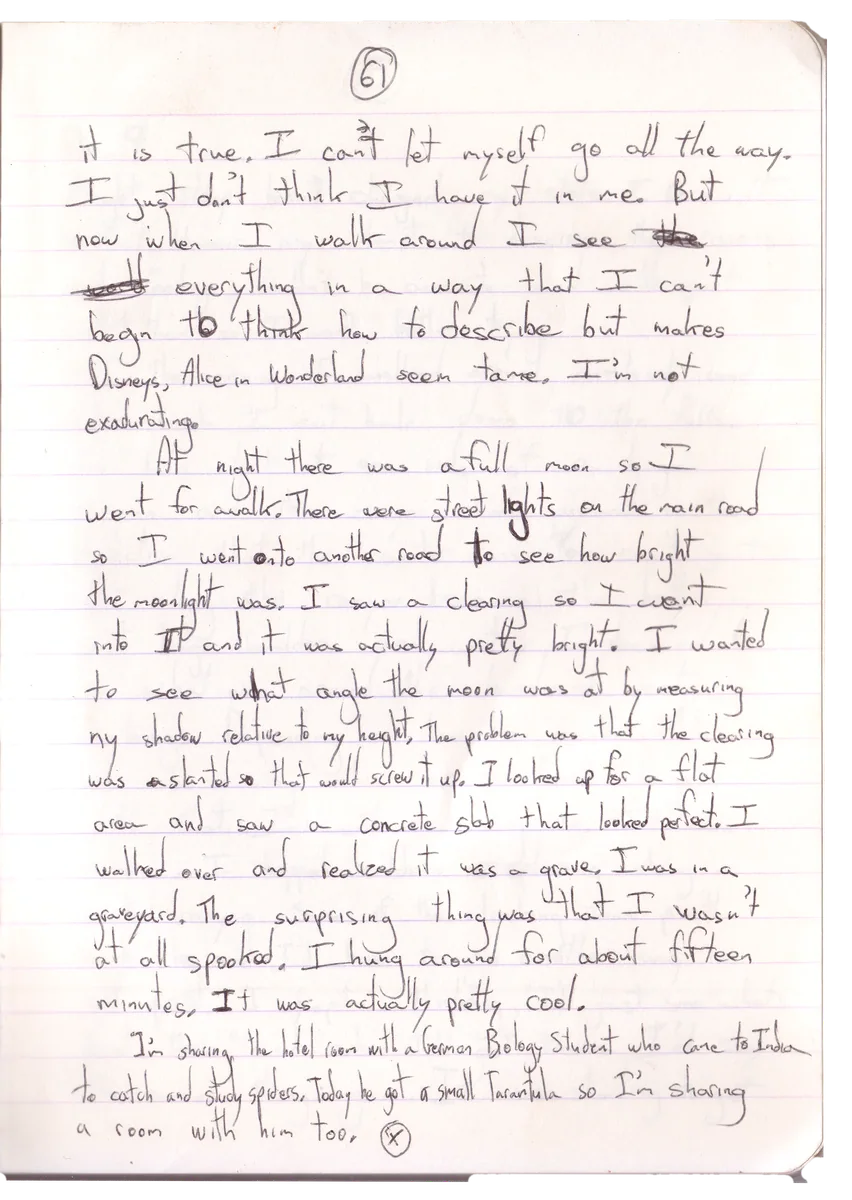 61
it is true. I can't let myself go all the way.
I just don't think I have it in me. But
now when I walk around I see the
everything in a way that I can't
begin to think how to describe but makes
Disneys, Alice in Wonderland seem tame. I'm not
exadurating.
At night there was a full moon so I
went for a walk. There were street lights on the main road
so I went onto another road to see how bright
the moonlight was. I saw a clearing so I went
into It and it was actually pretty bright. I wanted
to see what angle the moon was at by measuring
my shadow relative to my height, The problem was that the clearing
was slanted so that would screw it up. I looked up for a flat
area and saw a concrete slab that looked perfect. I
walked over and realized it was a grave. I was in a
graveyard. The surprising thing was that I wasn't
at all spooked. I hung around for about fifteen
minutes. It was actually pretty cool.
I'm sharing the hotel room with a German Biology Student who came to India
to catch and study spiders. Today he got a small Tarantula so I'm sharing
a room with him too. x